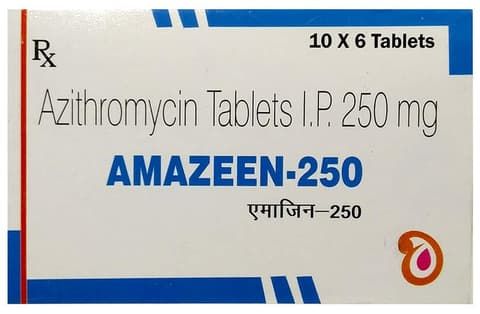 Rx
10 X 6 Tablets
Azithromycin Tablets I.P. 250 mg
AMAZEEN-250
एमाजिन-250